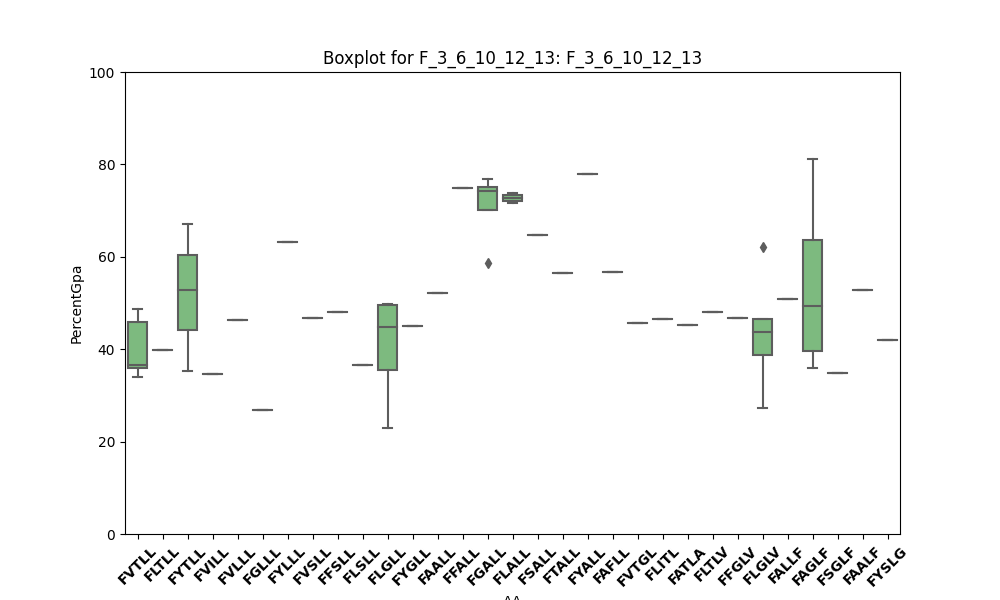 Boxplot for F_3_6_10_12_13: F_3_6_10_12_13
100
80
60
40
20
0
PercentGpa
FVTLL FLTLL FYTLL FVILL FVLLL FGLLL FYLLL FVSLL FFSLL FLSLL FLGLL FYGLL FAALL FFALL FGALL FLALL FSALL FTALL FYALL FAFLL FVTGL FLITL FATLA FLTLV FFGLV FLGLV FALLF FAGLF FSGLF FAALF FYSLG
AA